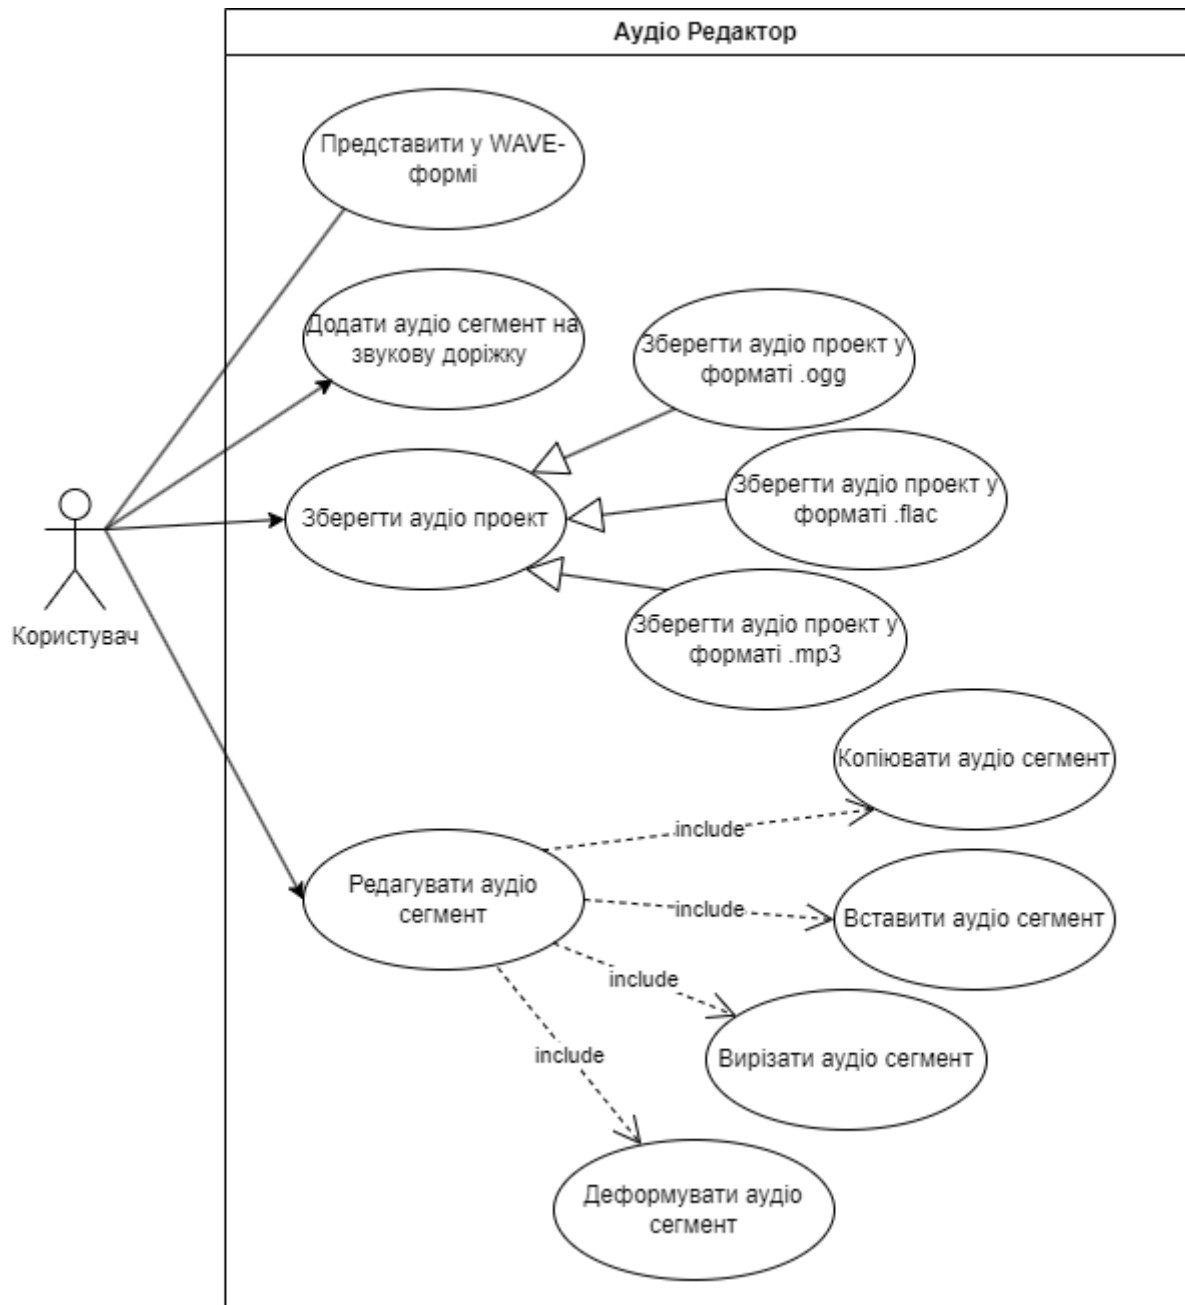 Аудіо Редактор
Представити у WAVE-
формі
Додати аудіо сегмент на
звукову доріжку
Зберегти аудіо проект у
форматі .ogg
Зберегти аудіо проект у
форматі .flac
Зберегти аудіо проект
Зберегти аудіо проект у
форматі .mp3
Користувач
Копіювати аудіо сегмент
include
Редагувати аудіо
сегмент
include
Вставити аудіо сегмент
include
Вирізати аудіо сегмент
include
Деформувати аудіо
сегмент